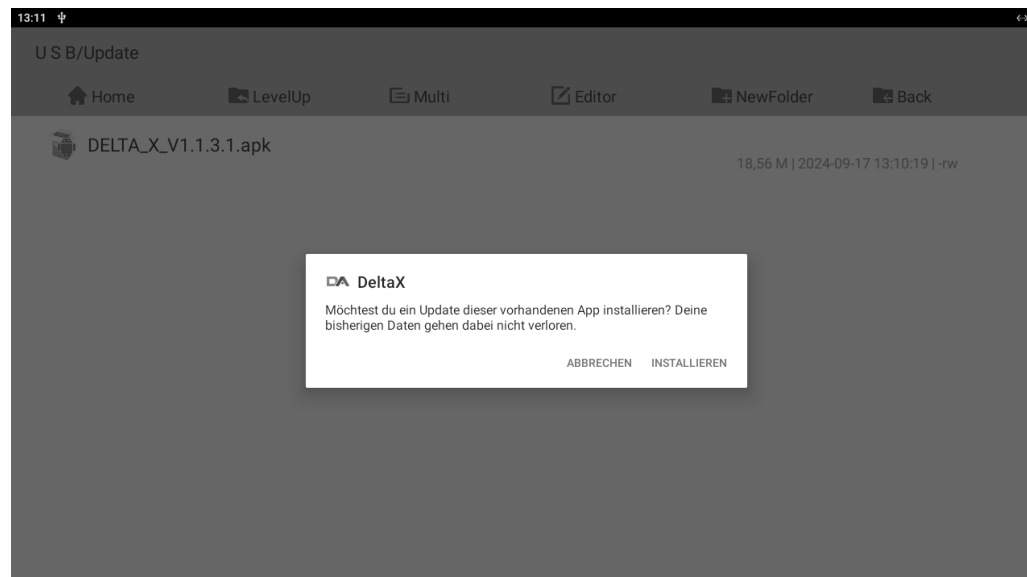 13:11
U S B/Update
Home LevelUp Multi Editor NewFolder Back
DELTA_X_V1.1.3.1.apk
18,56 M | 2024-09-17 13:10:19 | -rw
DA DeltaX
Möchtest du ein Update dieser vorhandenen App installieren? Deine
bisherigen Daten gehen dabei nicht verloren.
ABBRECHEN INSTALLIEREN